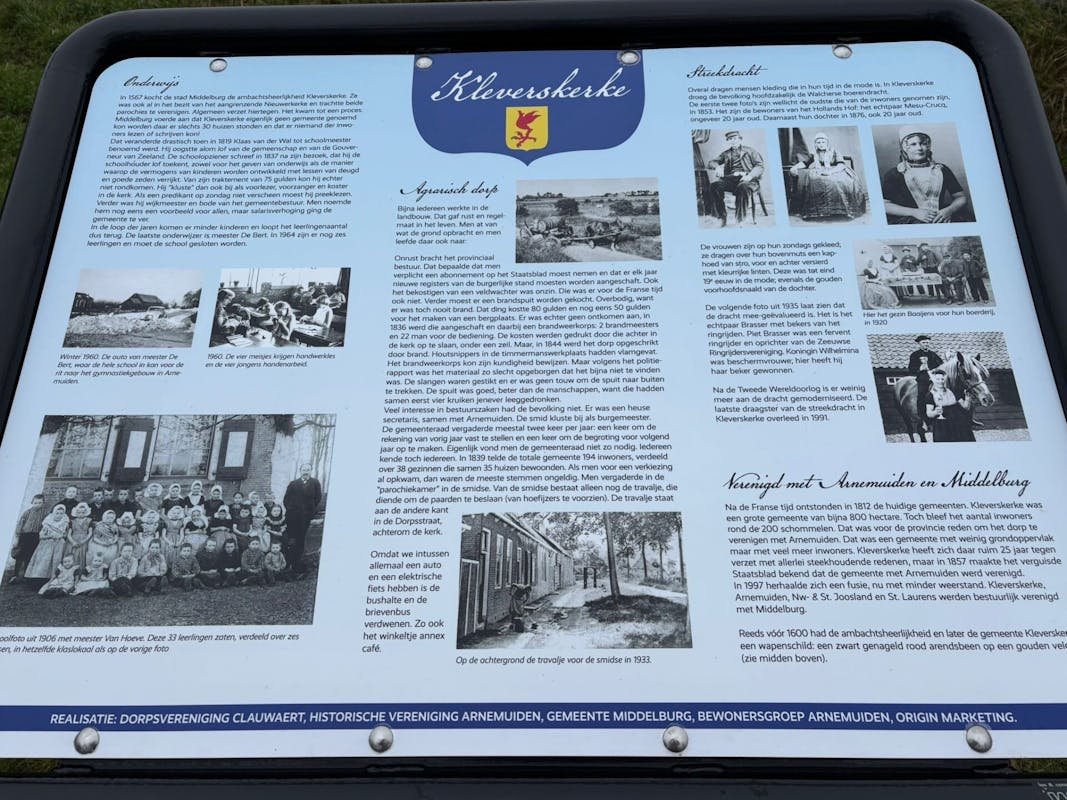 Kleverskerke
Onderwijs
In 1567 kocht de stad Middelburg de ambachtsheerlijkheid Kleverskerke. Ze
was ook al in het bezit van het aangrenzende Nieuwerkerke en trachtte beide
parochies te verenigen. Algemeen verzet hiertegen. Het kwam tot een proces.
Middelburg voerde aan dat Kleverskerke eigenlijk geen gemeente genoemd
kon worden daar er slechts 30 huizen stonden en dat er niemand der inwo-
ners lezen of schrijven kon!
Dat veranderde drastisch toen in 1819 Klaas van der Wal tot schoolmeester
benoemd werd. Hij oogstte alom lof van de gemeenschap en van de Gouver-
neur van Zeeland. De schoolopziener schreef in 1837 na zijn bezoek, dat hij de
schoolhouder lof toekent, zowel voor het geven van onderwijs als de manier
waarop de vermogens van kinderen worden ontwikkeld met lessen van deugd
en goede zeden verrijkt. Van zijn traktement van 75 gulden kon hij echter
niet rondkomen. Hij "kluste" dan ook bij als voorlezer, voorzanger en koster
in de kerk. Als een predikant op zondag niet verscheen mocht hij preeklezen.
Verder was hij wijkmeester en bode van het gemeentebestuur. Men noemde
hem nog eens een voorbeeld voor allen, maar salarisverhoging ging de
gemeente te ver.
In de loop der jaren komen er minder kinderen en loopt het leerlingenaantal
dus terug. De laatste onderwijzer is meester De Bert. In 1964 zijn er nog zes
leerlingen en moet de school gesloten worden.
Winter 1960. De auto van meester De
Bert, waar de hele school in kan voor de
rit naar het gymnastiekgebouw in Arne-
muiden.
1960. De vier meisjes krijgen handwerkles
en de vier jongens handenarbeid.
oolfoto uit 1906 met meester Van Hoeve. Deze 33 leerlingen zaten, verdeeld over zes
sen, in hetzelfde klaslokaal als op de vorige foto
Agrarisch dorp
Bijna iedereen werkte in de
landbouw. Dat gaf rust en regel-
maat in het leven. Men at van
wat de grond opbracht en men
leefde daar ook naar.
Onrust bracht het provinciaal
bestuur. Dat bepaalde dat men
verplicht een abonnement op het Staatsblad moest nemen en dat er elk jaar
nieuwe registers van de burgerlijke stand moesten worden aangeschaft. Ook
het bekostigen van een veldwachter was onzin. Die was er voor de Franse tijd
ook niet. Verder moest er een brandspuit worden gekocht. Overbodig, want
er was toch nooit brand. Dat ding kostte 80 gulden en nog eens 50 gulden
voor het maken van een bergplaats. Er was echter geen ontkomen aan, in
1836 werd die aangeschaft en daarbij een brandweerkorps: 2 brandmeesters
en 22 man voor de bediening. De kosten werden gedrukt door die achter in
de kerk op te slaan, onder een zeil. Maar, in 1844 werd het dorp opgeschrikt
door brand. Houtsnippers in de timmermanswerkplaats hadden vlamgevat.
Het brandweerkorps kon zijn kundigheid bewijzen. Maar volgens het politie-
rapport was het materiaal zo slecht opgeborgen dat het bijna niet te vinden
was. De slangen waren gestikt en er was geen touw om de spuit naar buiten
te trekken. De spuit was goed, beter dan de manschappen, want die hadden
samen eerst vier kruiken jenever leeggedronken.
Veel interesse in bestuurszaken had de bevolking niet. Er was een heuse
secretaris, samen met Arnemuiden. De smid kluste bij als burgemeester.
De gemeenteraad vergaderde meestal twee keer per jaar: een keer om de
rekening van vorig jaar vast te stellen en een keer om de begroting voor volgend
jaar op te maken. Eigenlijk vond men de gemeenteraad niet zo nodig. Iedereen
kende toch iedereen. In 1839 telde de totale gemeente 194 inwoners, verdeeld
over 38 gezinnen die samen 35 huizen bewoonden. Als men voor een verkiezing
al opkwam, dan waren de meeste stemmen ongeldig. Men vergaderde in de
"parochiekamer" in de smidse. Van de smidse bestaat alleen nog de travalje, die
diende om de paarden te beslaan (van hoefijzers te voorzien). De travalje staat
aan de andere kant
in de Dorpsstraat,
achterom de kerk.
Omdat we intussen
allemaal een auto
en een elektrische
fiets hebben is de
bushalte en de
brievenbus
verdwenen. Zo ook
het winkeltje annex
café.
Op de achtergrond de travalje voor de smidse in 1933.
Streekdracht
Overal dragen mensen kleding die in hun tijd in de mode is. In Kleverskerke
droeg de bevolking hoofdzakelijk de Walcherse boerendracht.
De eerste twee foto's zijn wellicht de oudste die van de inwoners genomen zijn,
in 1853. Het zijn de bewoners van het Hollands Hof: het echtpaar Mesu-Crucq,
ongeveer 20 jaar oud. Daarnaast hun dochter in 1876, ook 20 jaar oud.
De vrouwen zijn op hun zondags gekleed;
ze dragen over hun bovenmuts een kap-
hoed van stro, voor en achter versierd
met kleurrijke linten. Deze was tot eind
19e eeuw in de mode; evenals de gouden
voorhoofdsnaald van de dochter.
De volgende foto uit 1935 laat zien dat
de dracht mee-geëvalueerd is. Het is het
echtpaar Brasser met bekers van het
ringrijden. Piet Brasser was een fervent
ringrijder en oprichter van de Zeeuwse
Ringrijdersvereniging. Koningin Wilhelmina
was beschermvrouwe; hier heeft hij
haar beker gewonnen.
Na de Tweede Wereldoorlog is er weinig
meer aan de dracht gemoderniseerd. De
laatste draagster van de streekdracht in
Kleverskerke overleed in 1991.
Hier het gezin Baaijens voor hun boerderij,
in 1920
Verenigd met Arnemuiden en Middelburg
Na de Franse tijd ontstonden in 1812 de huidige gemeenten. Kleverskerke was
een grote gemeente van bijna 800 hectare. Toch bleef het aantal inwoners
rond de 200 schommelen. Dat was voor de provincie reden om het dorp te
verenigen met Arnemuiden. Dat was een gemeente met weinig grondoppervlak
maar met veel meer inwoners. Kleverskerke heeft zich daar ruim 25 jaar tegen
verzet met allerlei steekhoudende redenen, maar in 1857 maakte het verguisde
Staatsblad bekend dat de gemeente met Arnemuiden werd verenigd.
In 1997 herhaalde zich een fusie, nu met minder weerstand. Kleverskerke,
Arnemuiden, Nw- & St. Joosland en St. Laurens werden bestuurlijk verenigd
met Middelburg.
Reeds vóór 1600 had de ambachtsheerlijkheid en later de gemeente Kleversker
een wapenschild: een zwart genageld rood arendsbeen op een gouden vel
(zie midden boven).
REALISATIE: DORPSVERENIGING CLAUWAERT, HISTORISCHE VERENIGING ARNEMUIDEN, GEMEENTE MIDDELBURG, BEWONERSGROEP ARNEMUIDEN, ORIGIN MARKETING.